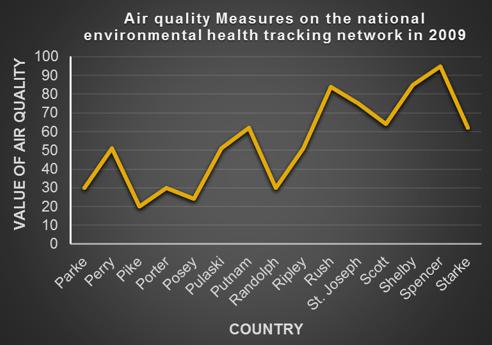 Air quality Measures on the national
environmental health tracking network in 2009
VALUE OF AIR QUALITY
100
90
80
70
60
50
40
30
20
10
0
Parke
Perry
Pike
Porter
Posey
Pulaski
Putnam
Randolph
Ripley
Rush
St. Joseph
Scott
Shelby
Spencer
Starke
COUNTRY